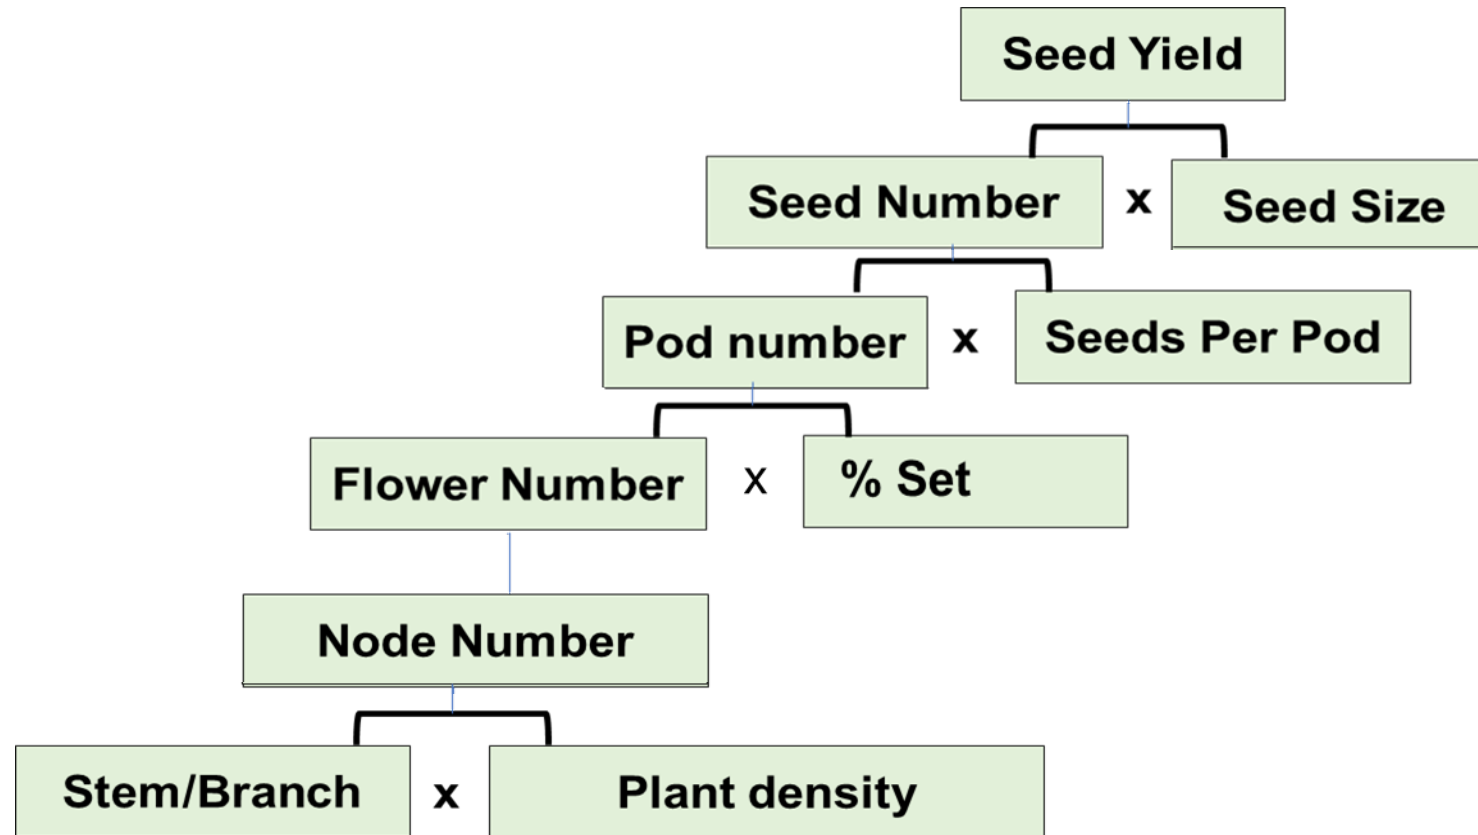 Seed Yield
Seed Number x Seed Size
Pod number x Seeds Per Pod
Flower Number x % Set
Node Number
Stem/Branch x Plant density